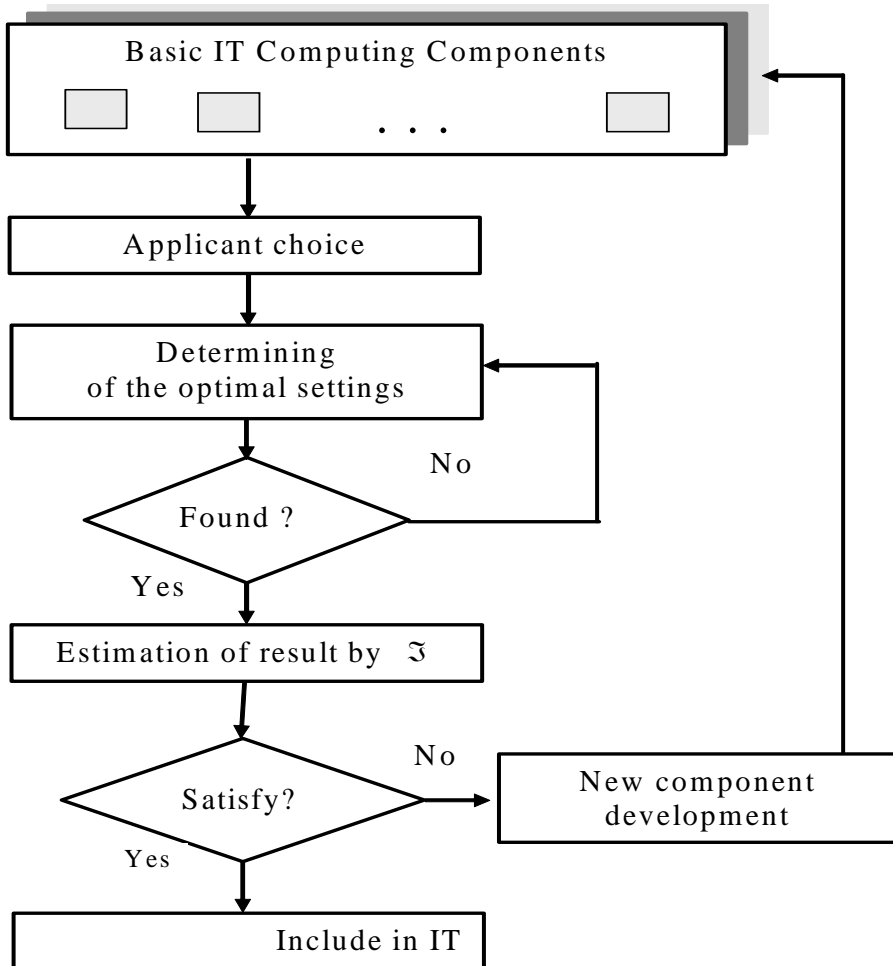 Basic IT Computing Components
. . .
Applicant choice
Determining
of the optimal settings
No
Found ?
Yes
Estimation of result by ℑ
No
Satisfy?
New component
development
Yes
Include in IT